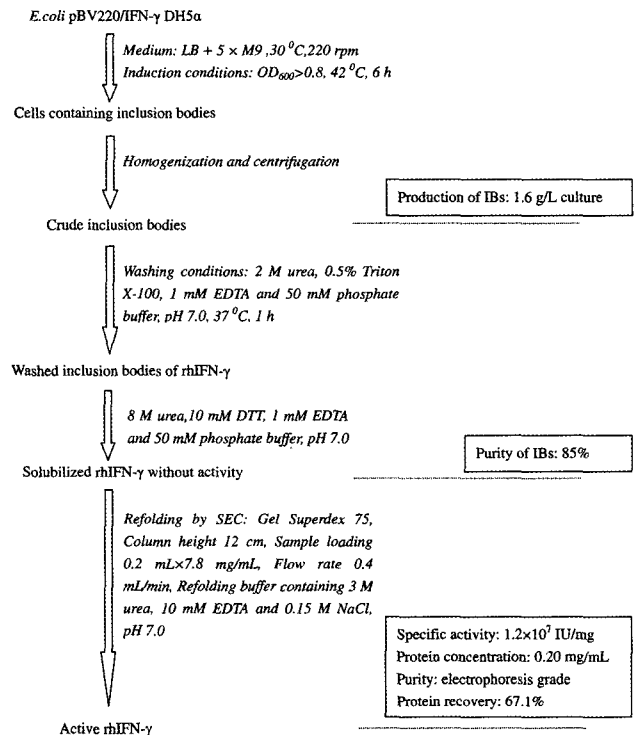 E.coli pBV220/IFN-γ DH5α
Medium: LB + 5 × M9 ,30 ⁰C,220 rpm
Induction conditions: OD₆₀₀>0.8, 42 ⁰C, 6 h
Cells containing inclusion bodies
Homogenization and centrifugation
Production of IBs: 1.6 g/L culture
Crude inclusion bodies
Washing conditions: 2 M urea, 0.5% Triton
X-100, 1 mM EDTA and 50 mM phosphate
buffer, pH 7.0, 37 ⁰C, 1 h
Washed inclusion bodies of rhIFN-γ
8 M urea,10 mM DTT, 1 mM EDTA
and 50 mM phosphate buffer, pH 7.0
Purity of IBs: 85%
Solubilized rhIFN-γ without activity
Refolding by SEC: Gel Superdex 75,
Column height 12 cm, Sample loading
0.2 mL×7.8 mg/mL, Flow rate 0.4
mL/min, Refolding buffer containing 3 M
urea, 10 mM EDTA and 0.15 M NaCl,
pH 7.0
Specific activity: 1.2×10⁷ IU/mg
Protein concentration: 0.20 mg/mL
Purity: electrophoresis grade
Protein recovery: 67.1%
Active rhIFN-γ